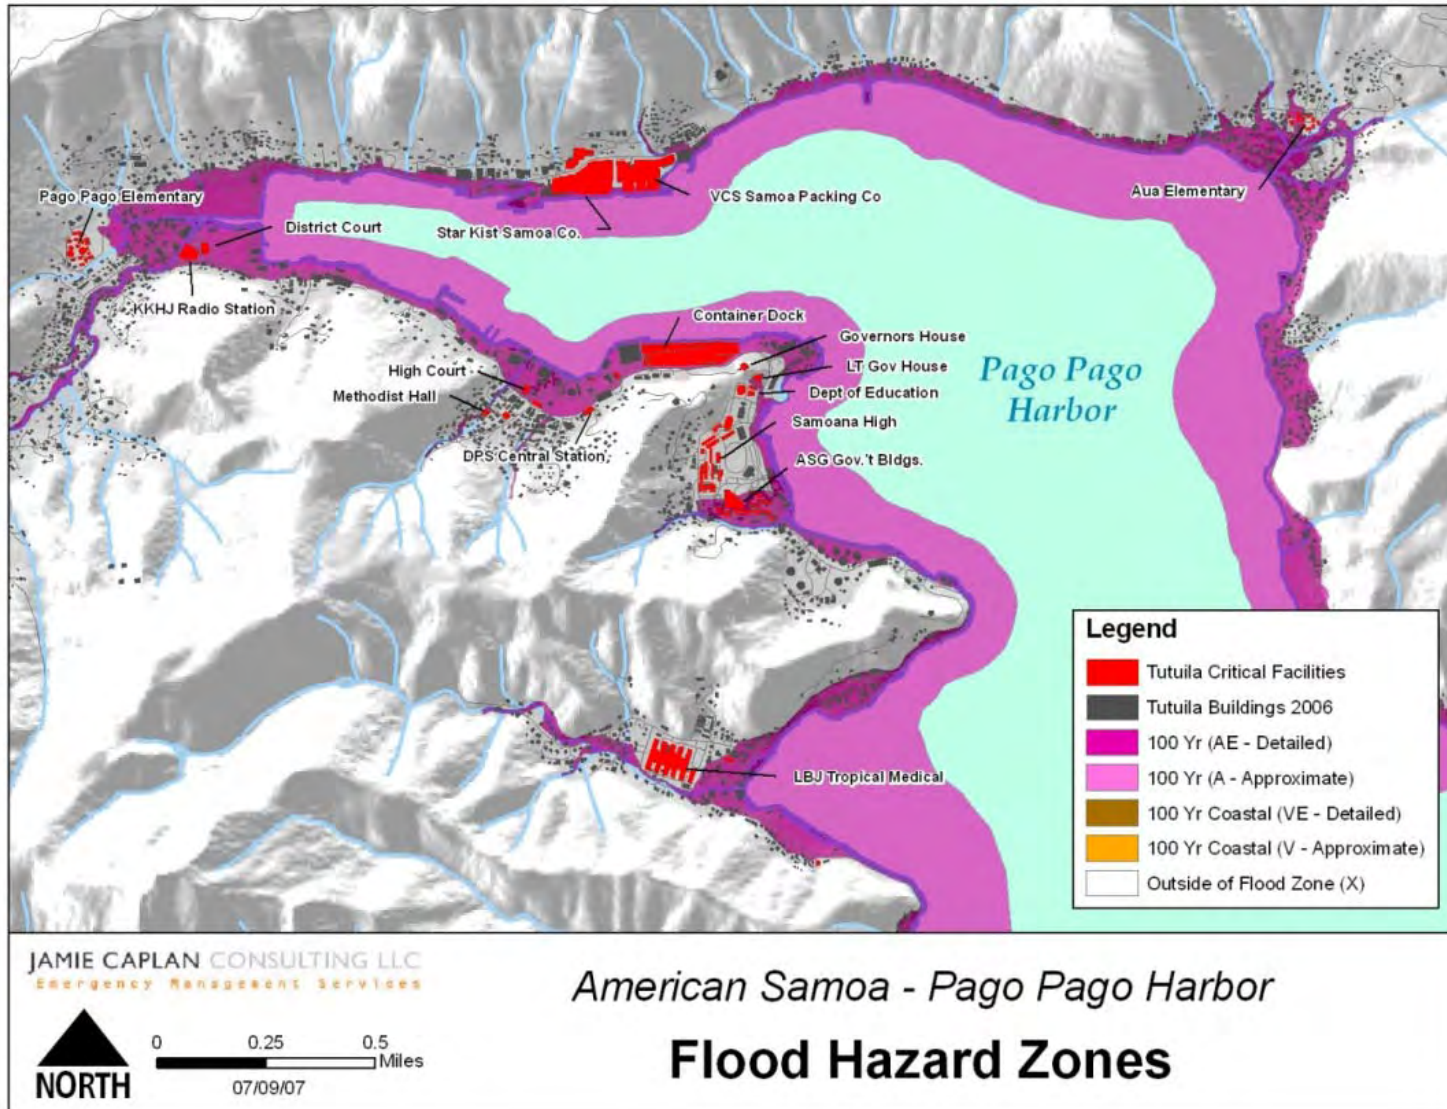 Pago Pago Elementary
District Court
KKHJ Radio Station
Star Kist Samoa Co.
VCS Samoa Packing Co
Aua Elementary
Container Dock
Governors House
LT Gov House
Dept of Education
High Court
Methodist Hall
DPS Central Station
Samoana High
ASG Gov.'t Bldgs.
LBJ Tropical Medical
Pago Pago
Harbor
Legend
Tutuila Critical Facilities
Tutuila Buildings 2006
100 Yr (AE - Detailed)
100 Yr (A - Approximate)
100 Yr Coastal (VE - Detailed)
100 Yr Coastal (V - Approximate)
Outside of Flood Zone (X)
JAMIE CAPLAN CONSULTING LLC
Emergency Management Services
NORTH
0 0.25 0.5
Miles
07/09/07
American Samoa - Pago Pago Harbor
Flood Hazard Zones